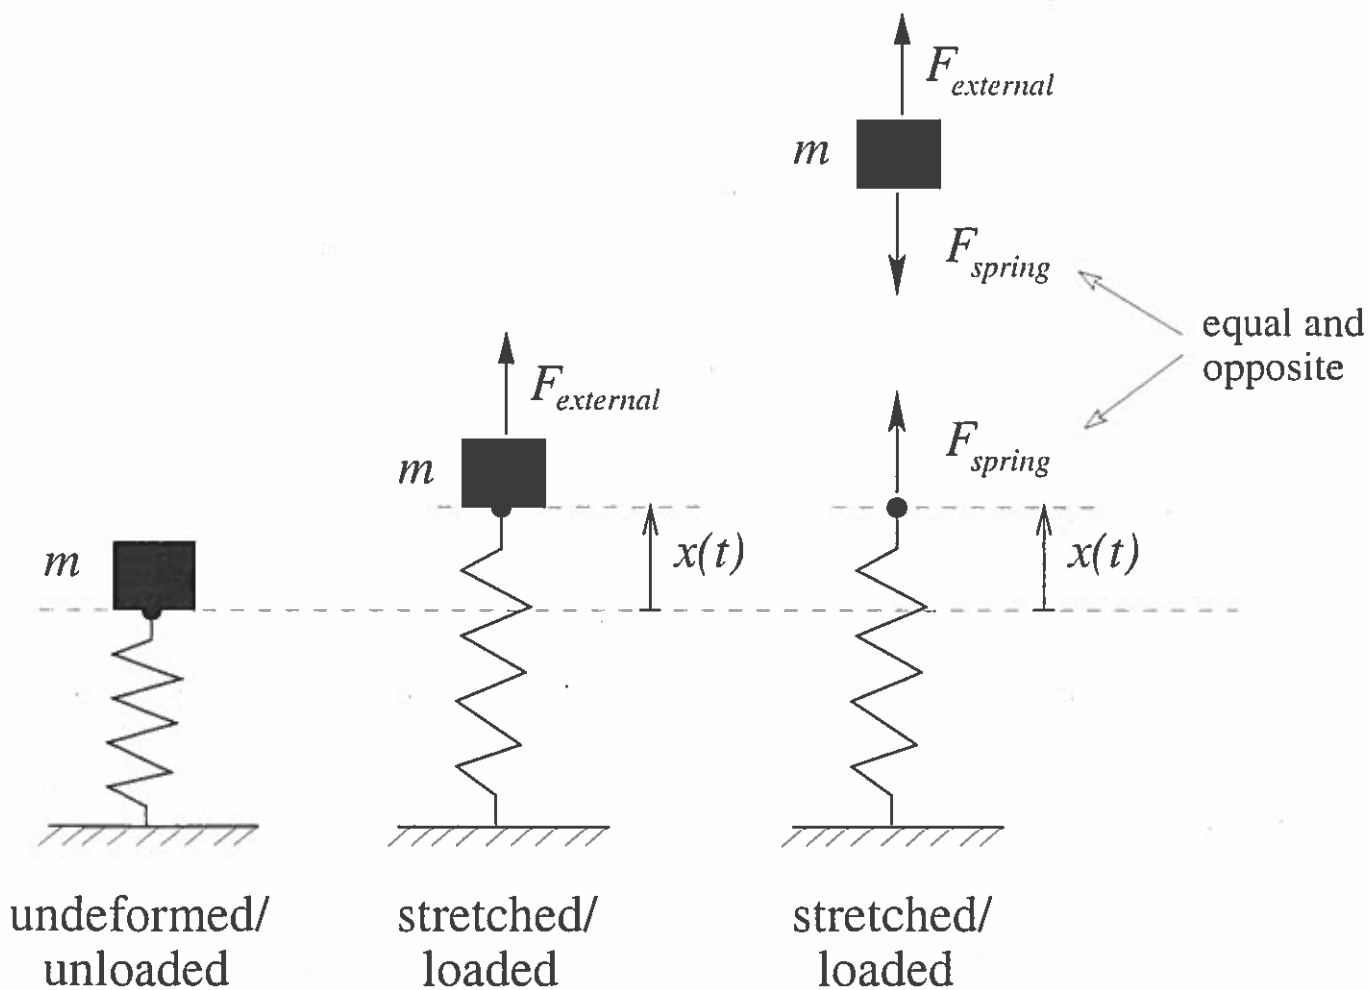 F_external
m
F_spring
equal and
opposite
F_external
F_spring
m
x(t)
x(t)
m
undeformed/
unloaded
stretched/
loaded
stretched/
loaded